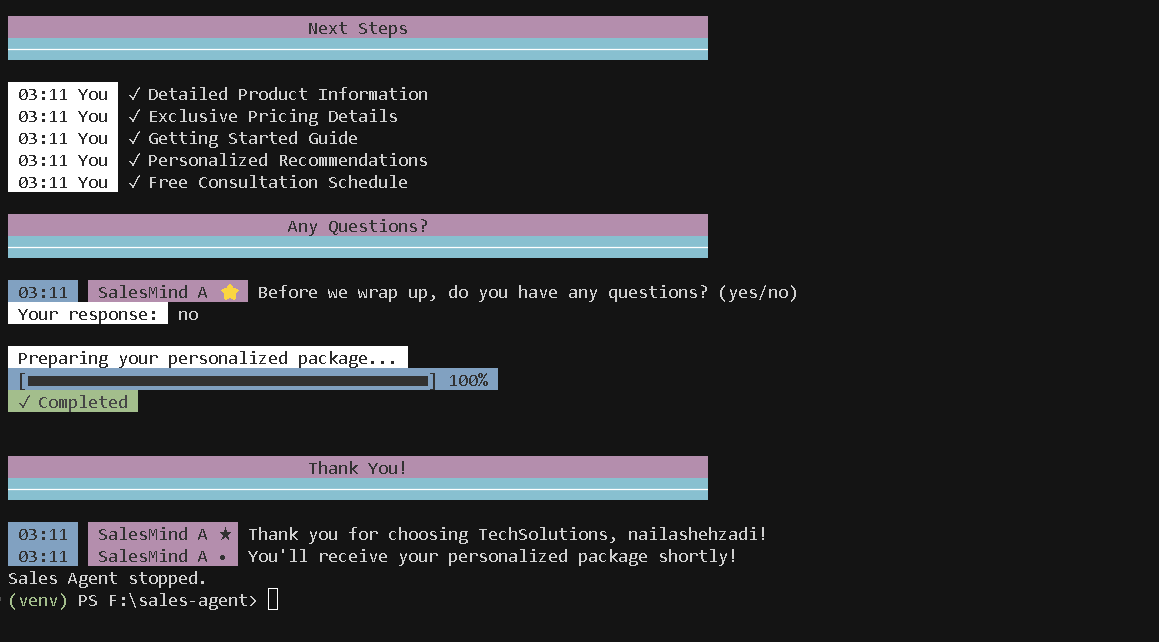 Next Steps
03:11 You ✓ Detailed Product Information
03:11 You ✓ Exclusive Pricing Details
03:11 You ✓ Getting Started Guide
03:11 You ✓ Personalized Recommendations
03:11 You ✓ Free Consultation Schedule
Any Questions?
03:11 SalesMind A ⭐ Before we wrap up, do you have any questions? (yes/no)
Your response: no
Preparing your personalized package...
[████████████████████████████████████████] 100%
✓ Completed
Thank You!
03:11 SalesMind A ★ Thank you for choosing TechSolutions, nailashehzadi!
03:11 SalesMind A • You'll receive your personalized package shortly!
Sales Agent stopped.
(venv) PS F:\sales-agent>